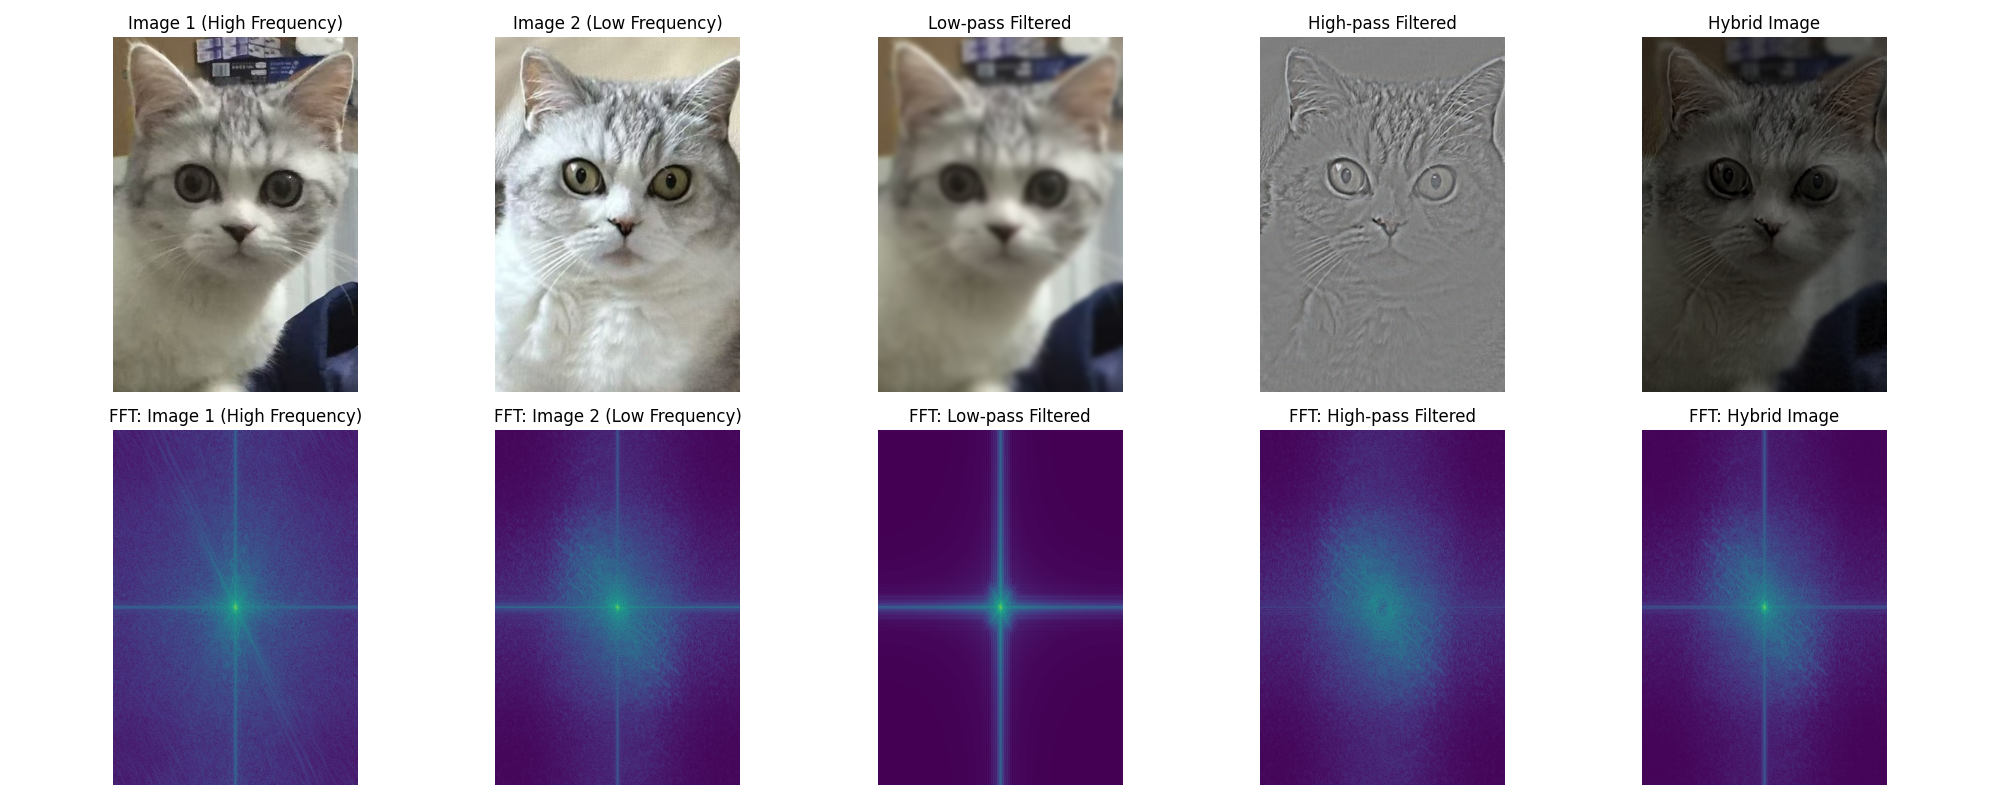 Image 1 (High Frequency)
Image 2 (Low Frequency)
Low-pass Filtered
High-pass Filtered
Hybrid Image
FFT: Image 1 (High Frequency)
FFT: Image 2 (Low Frequency)
FFT: Low-pass Filtered
FFT: High-pass Filtered
FFT: Hybrid Image